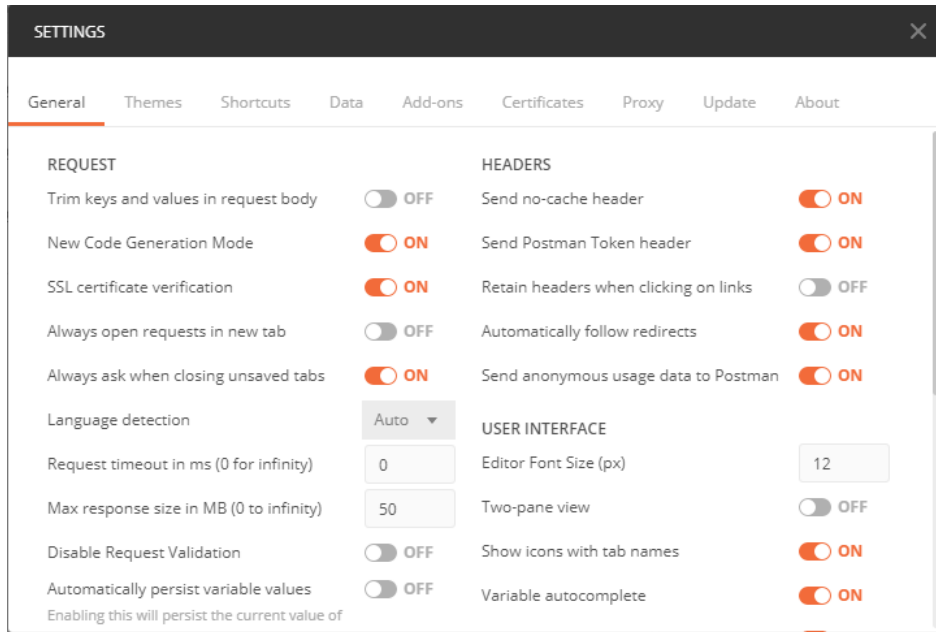 SETTINGS
General Themes Shortcuts Data Add-ons Certificates Proxy Update About
REQUEST
Trim keys and values in request body OFF
New Code Generation Mode ON
SSL certificate verification ON
Always open requests in new tab OFF
Always ask when closing unsaved tabs ON
Language detection Auto
Request timeout in ms (0 for infinity) 0
Max response size in MB (0 to infinity) 50
Disable Request Validation OFF
Automatically persist variable values OFF
Enabling this will persist the current value of
HEADERS
Send no-cache header ON
Send Postman Token header ON
Retain headers when clicking on links OFF
Automatically follow redirects ON
Send anonymous usage data to Postman ON
USER INTERFACE
Editor Font Size (px) 12
Two-pane view OFF
Show icons with tab names ON
Variable autocomplete ON